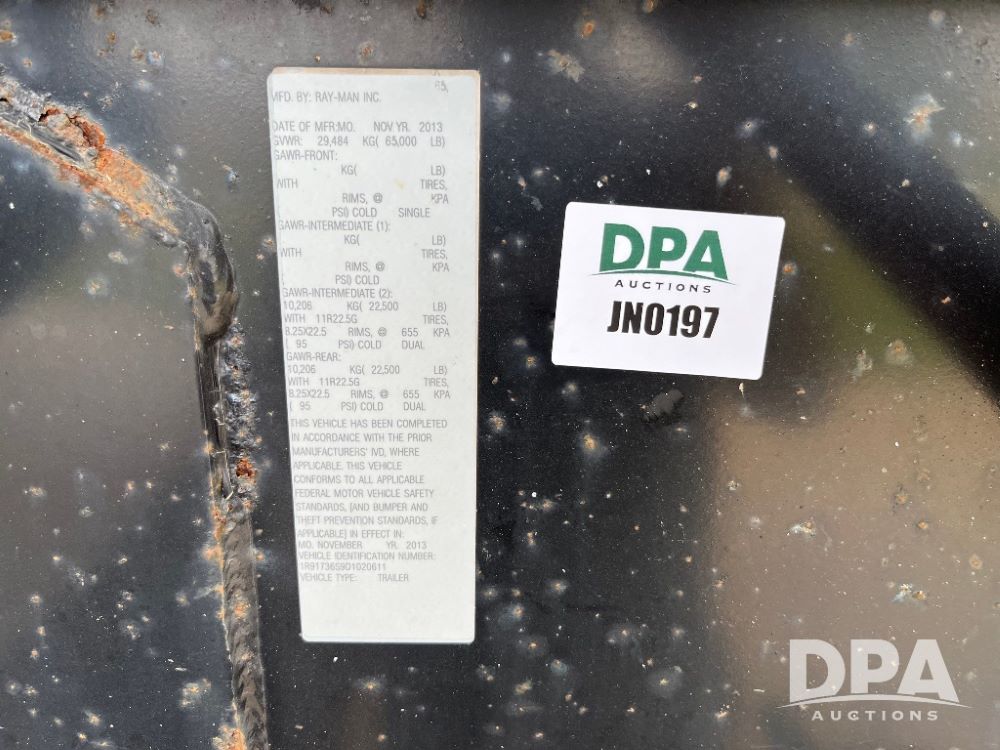 85,
MFD. BY: RAY-MAN INC.
DATE OF MFR:MO. NOV.YR. 2013
GVWR: 29,484 KG( 65,000 LB)
GAWR-FRONT:
KG( LB)
WITH TIRES,
RIMS, @ KPA
PSI) COLD SINGLE
GAWR-INTERMEDIATE (1):
KG( LB)
WITH TIRES,
RIMS, @ KPA
( PSI) COLD
GAWR-INTERMEDIATE (2):
10,206 KG( 22,500 LB)
WITH 11R22.5G TIRES,
8.25X22.5 RIMS, @ 655 KPA
( 95 PSI) COLD DUAL
GAWR-REAR:
10,206 KG( 22,500 LB)
WITH 11R22.5G TIRES,
8.25X22.5 RIMS, @ 655 KPA
( 95 PSI) COLD DUAL
THIS VEHICLE HAS BEEN COMPLETED
IN ACCORDANCE WITH THE PRIOR
MANUFACTURERS' IVD, WHERE
APPLICABLE. THIS VEHICLE
CONFORMS TO ALL APPLICABLE
FEDERAL MOTOR VEHICLE SAFETY
STANDARDS, (AND BUMPER AND
THEFT PREVENTION STANDARDS, IF
APPLICABLE) IN EFFECT IN:
MO. NOVEMBER YR. 2013
VEHICLE IDENTIFICATION NUMBER:
1R91736S9D1020611
VEHICLE TYPE: TRAILER
DPA
AUCTIONS
JN0197
DPA
AUCTIONS